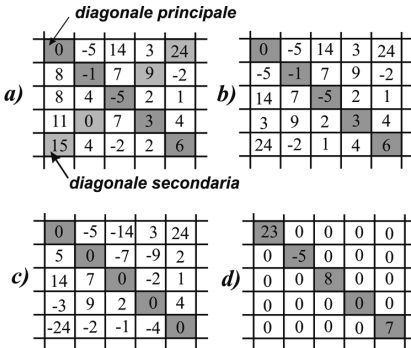 diagonale principale
a)
0 -5 14 3 24
8 -1 7 9 -2
8 4 -5 2 1
11 0 7 3 4
15 4 -2 2 6
diagonale secondaria
b)
0 -5 14 3 24
-5 -1 7 9 -2
14 7 -5 2 1
3 9 2 3 4
24 -2 1 4 6
c)
0 -5 -14 3 24
5 0 -7 -9 2
14 7 0 -2 1
-3 9 2 0 4
-24 -2 -1 -4 0
d)
23 0 0 0 0
0 -5 0 0 0
0 0 8 0 0
0 0 0 0 0
0 0 0 0 7